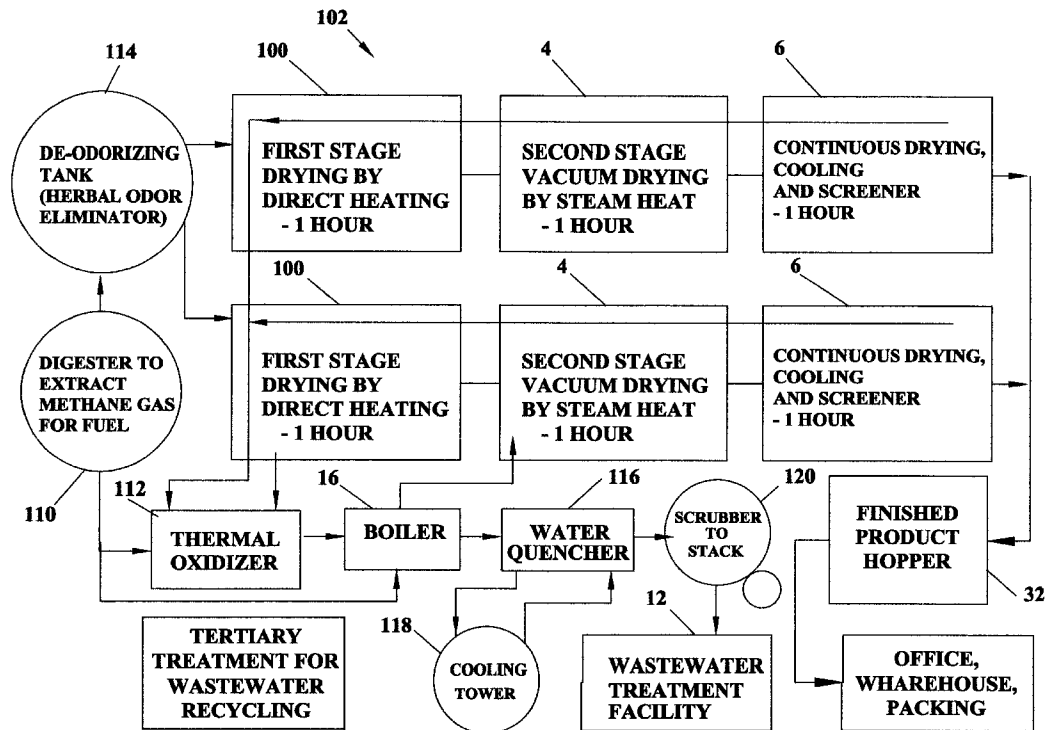 102
114
100
4
6
DE-ODORIZING
TANK
(HERBAL ODOR
ELIMINATOR)
FIRST STAGE
DRYING BY
DIRECT HEATING
- 1 HOUR
SECOND STAGE
VACUUM DRYING
BY STEAM HEAT
- 1 HOUR
CONTINUOUS DRYING,
COOLING
AND SCREENER
- 1 HOUR
100
4
6
DIGESTER TO
EXTRACT
METHANE GAS
FOR FUEL
FIRST STAGE
DRYING BY
DIRECT HEATING
- 1 HOUR
SECOND STAGE
VACUUM DRYING
BY STEAM HEAT
- 1 HOUR
CONTINUOUS DRYING,
COOLING
AND SCREENER
- 1 HOUR
110
112
16
116
120
THERMAL
OXIDIZER
BOILER
WATER
QUENCHER
SCRUBBER
TO
STACK
FINISHED
PRODUCT
HOPPER
32
118
12
TERTIARY
TREATMENT FOR
WASTEWATER
RECYCLING
COOLING
TOWER
WASTEWATER
TREATMENT
FACILITY
OFFICE,
WHAREHOUSE,
PACKING